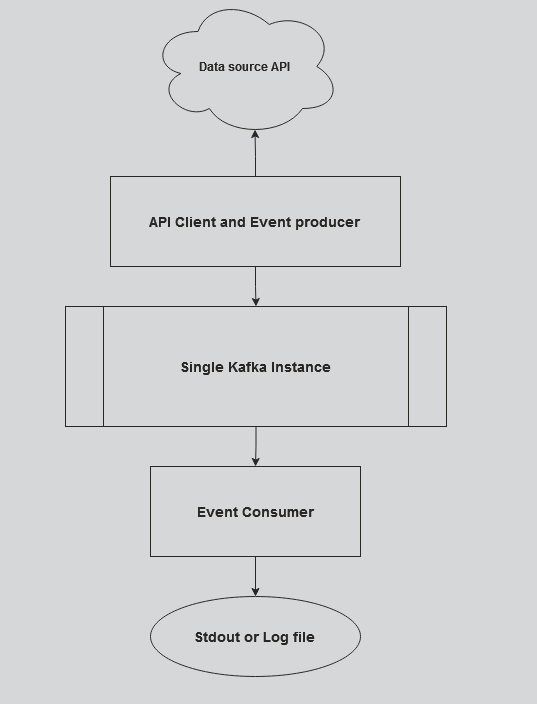 Data source API
API Client and Event producer
Single Kafka Instance
Event Consumer
Stdout or Log file